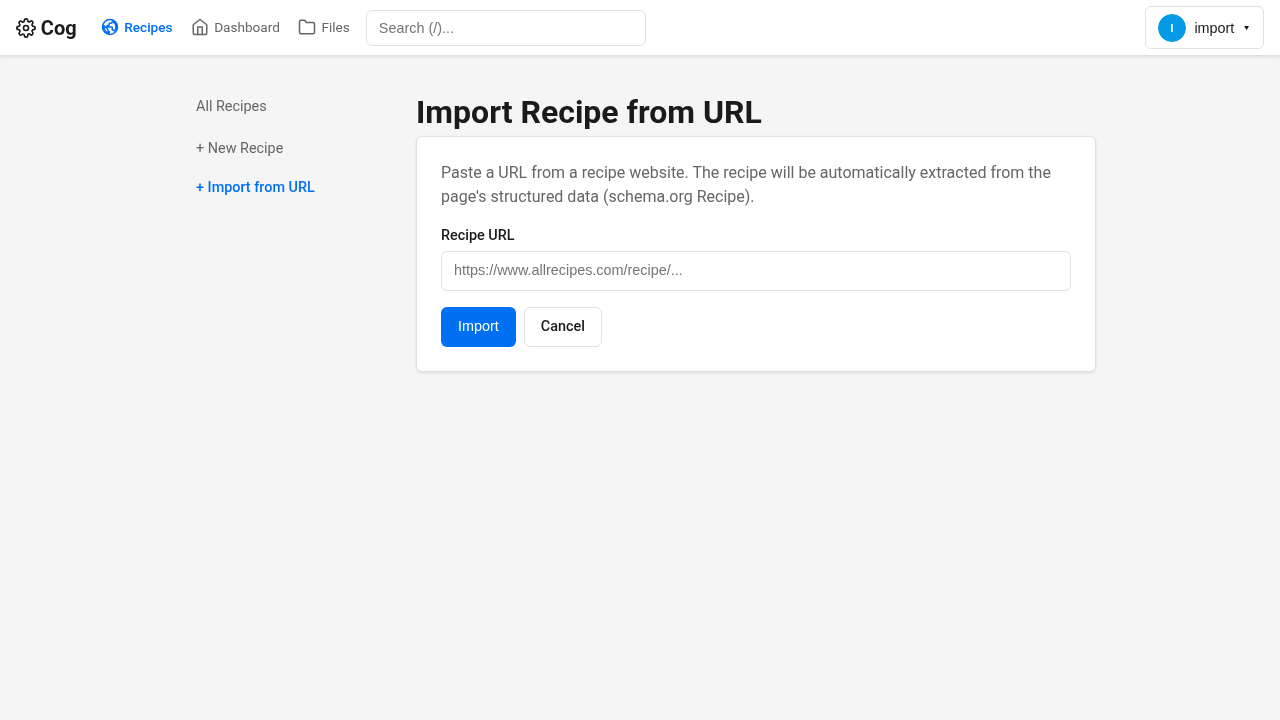 Cog
Recipes
Dashboard
Files
Search (/)...
I
import
All Recipes
+ New Recipe
+ Import from URL
Import Recipe from URL
Paste a URL from a recipe website. The recipe will be automatically extracted from the
page's structured data (schema.org Recipe).
Recipe URL
https://www.allrecipes.com/recipe/...
Import
Cancel